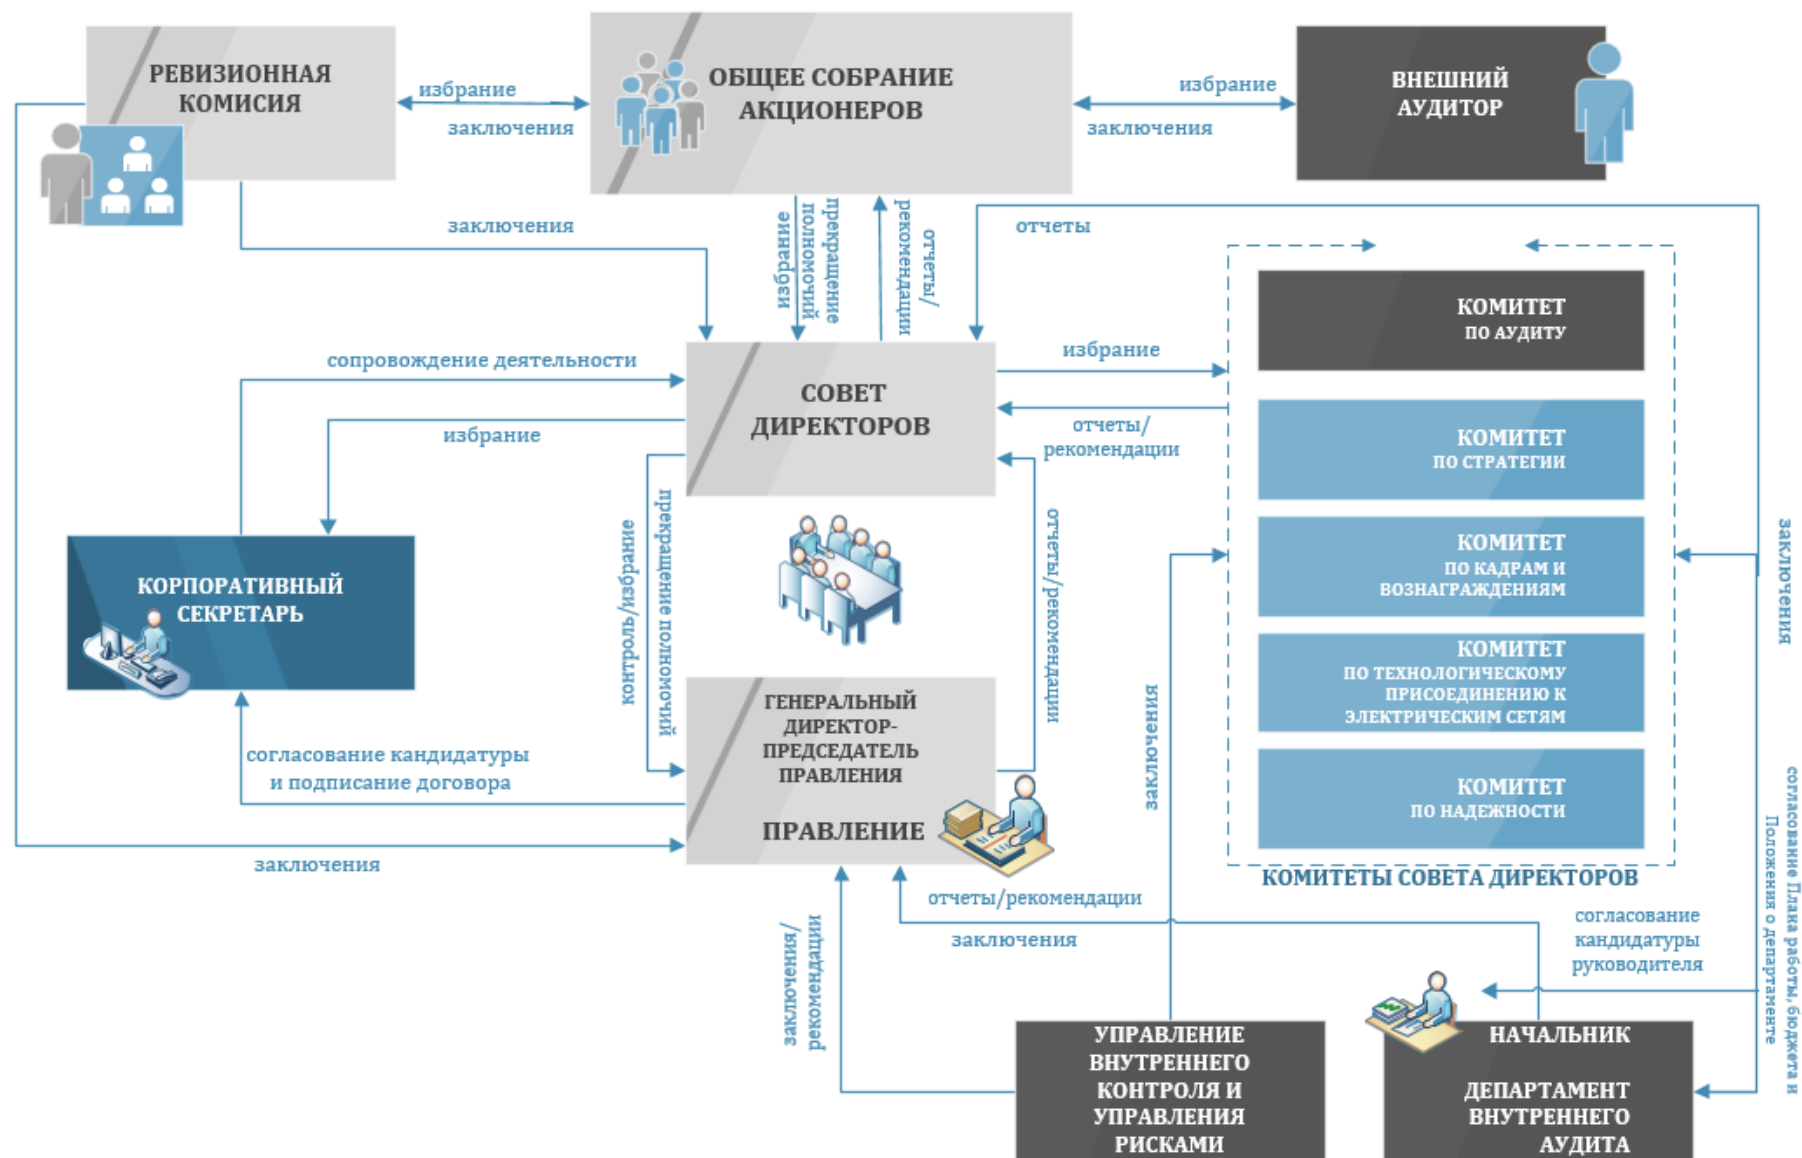 РЕВИЗИОННАЯ
КОМИСИЯ
избрание
заключения
ОБЩЕЕ СОБРАНИЕ
АКЦИОНЕРОВ
избрание
заключения
ВНЕШНИЙ
АУДИТОР
заключения
избрание
прекращение
полномочий
отчеты/
рекомендации
отчеты
КОМИТЕТ
ПО АУДИТУ
сопровождение деятельности
избрание
СОВЕТ
ДИРЕКТОРОВ
избрание
отчеты/
рекомендации
КОМИТЕТ
ПО СТРАТЕГИИ
КОРПОРАТИВНЫЙ
СЕКРЕТАРЬ
контроль/избрание
прекращение полномочий
отчеты/рекомендации
КОМИТЕТ
ПО КАДРАМ И
ВОЗНАГРАЖДЕНИЯМ
заключения
КОМИТЕТ
ПО ТЕХНОЛОГИЧЕСКОМУ
ПРИСОЕДИНЕНИЮ К
ЭЛЕКТРИЧЕСКИМ СЕТЯМ
заключения
согласование кандидатуры
и подписание договора
ГЕНЕРАЛЬНЫЙ
ДИРЕКТОР-
ПРЕДСЕДАТЕЛЬ
ПРАВЛЕНИЯ
ПРАВЛЕНИЕ
КОМИТЕТ
ПО НАДЕЖНОСТИ
заключения
КОМИТЕТЫ СОВЕТА ДИРЕКТОРОВ
отчеты/рекомендации
заключения
заключения/
рекомендации
согласование
кандидатуры
руководителя
согласование Плана работы, бюджета и
Положения о департаменте
УПРАВЛЕНИЕ
ВНУТРЕННЕГО
КОНТРОЛЯ И
УПРАВЛЕНИЯ
РИСКАМИ
НАЧАЛЬНИК
ДЕПАРТАМЕНТ
ВНУТРЕННЕГО
АУДИТА